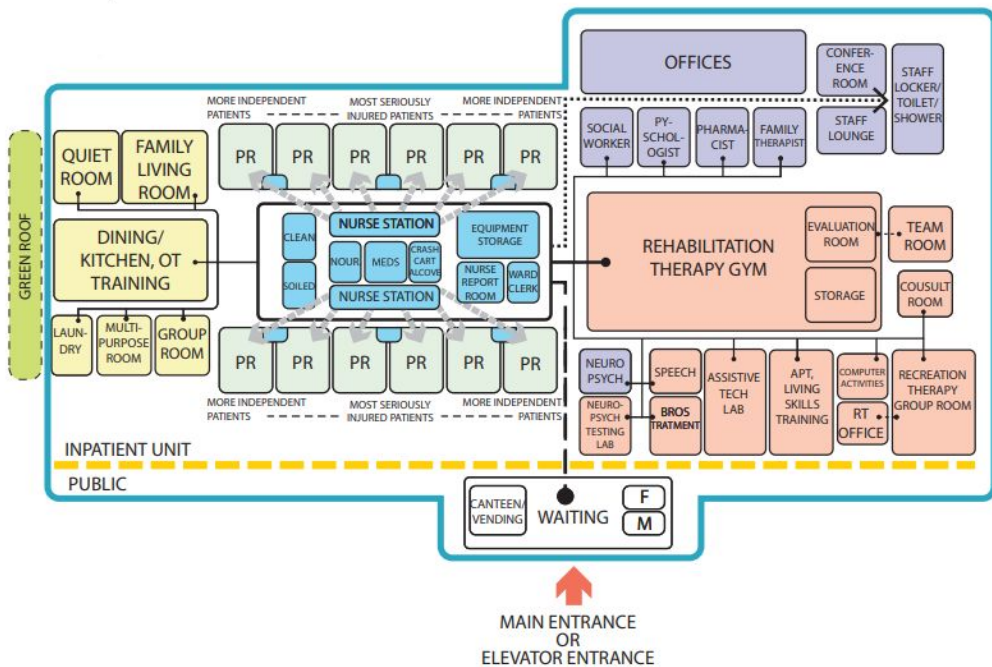 OFFICES
CONFER-
ENCE
ROOM
STAFF
LOCKER/
TOILET/
SHOWER
STAFF
LOUNGE
SOCIAL
WORKER
PY-
SCHOL-
OGIST
PHARMA-
CIST
FAMILY
THERAPIST
MORE INDEPENDENT
PATIENTS
MOST SERIOUSLY
INJURED PATIENTS
MORE INDEPENDENT
PATIENTS
PR
PR
PR
PR
PR
PR
GREEN ROOF
QUIET
ROOM
FAMILY
LIVING
ROOM
DINING/
KITCHEN, OT
TRAINING
LAUN-
DRY
MULTI-
PURPOSE
ROOM
GROUP
ROOM
CLEAN
SOILED
NURSE STATION
NOUR.
MEDS
CRASH
CART
ALCOVE
NURSE STATION
EQUIPMENT
STORAGE
NURSE
REPORT
ROOM
WARD
CLERK
REHABILITATION
THERAPY GYM
EVALUATION
ROOM
STORAGE
TEAM
ROOM
COUSULT
ROOM
PR
PR
PR
PR
PR
PR
MORE INDEPENDENT
PATIENTS
MOST SERIOUSLY
INJURED PATIENTS
MORE INDEPENDENT
PATIENTS
NEURO
PSYCH
SPEECH
NEURO-
PSYCH
TESTING
LAB
BROS
TRATMENT
ASSISTIVE
TECH
LAB
APT,
LIVING
SKILLS
TRAINING
COMPUTER
ACTIVITIES
RT
OFFICE
RECREATION
THERAPY
GROUP ROOM
INPATIENT UNIT
PUBLIC
CANTEEN/
VENDING
WAITING
F
M
MAIN ENTRANCE
OR
ELEVATOR ENTRANCE